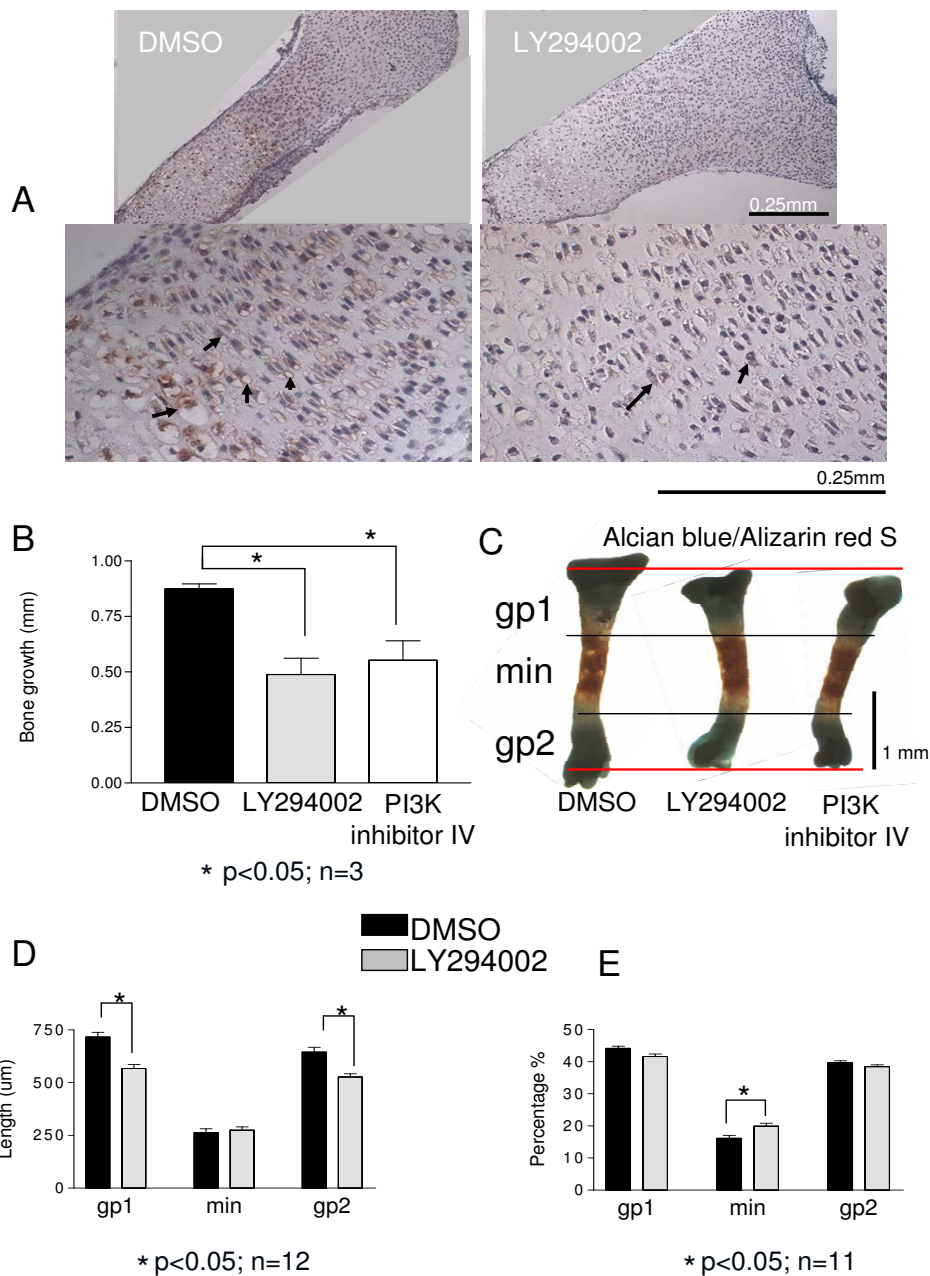 DMSO
LY294002
A
0.25mm
0.25mm
B
Bone growth (mm)
1.00
0.75
0.50
0.25
0.00
*
*
DMSO
LY294002
PI3K
inhibitor IV
* p<0.05; n=3
C
Alcian blue/Alizarin red S
gp1
min
gp2
1 mm
DMSO
LY294002
PI3K
inhibitor IV
DMSO
LY294002
D
Length (um)
750
500
250
0
*
*
gp1
min
gp2
* p<0.05; n=12
E
Percentage %
50
40
30
20
10
0
*
gp1
min
gp2
* p<0.05; n=11